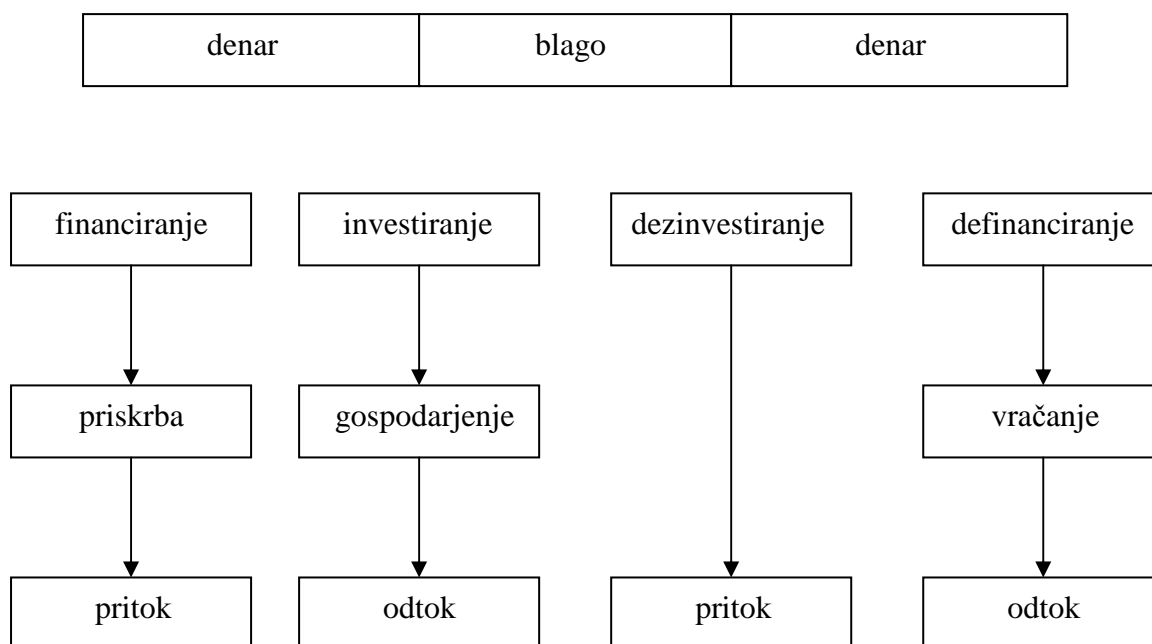 denar blago denar
financiranje investiranje dezinvestiranje definanciranje
priskrba gospodarjenje vračanje
pritok odtok pritok odtok